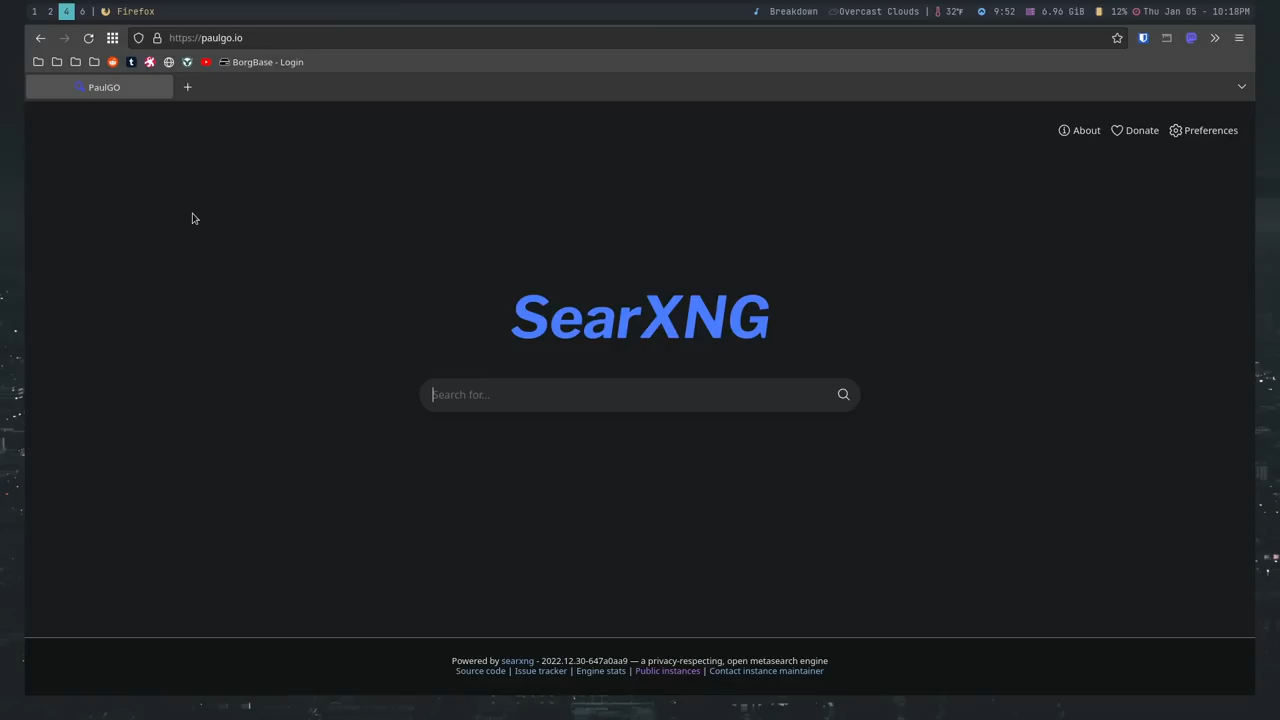 1 2 4 6 | Firefox Breakdown Overcast Clouds | 32°F 9:52 6.96 GiB 12% Thu Jan 05 - 10:18PM
https://paulgo.io
BorgBase - Login
PaulGO
About Donate Preferences
SearXNG
Search for...
Powered by searxng - 2022.12.30-647a0aa9 — a privacy-respecting, open metasearch engine
Source code | Issue tracker | Engine stats | Public instances | Contact instance maintainer